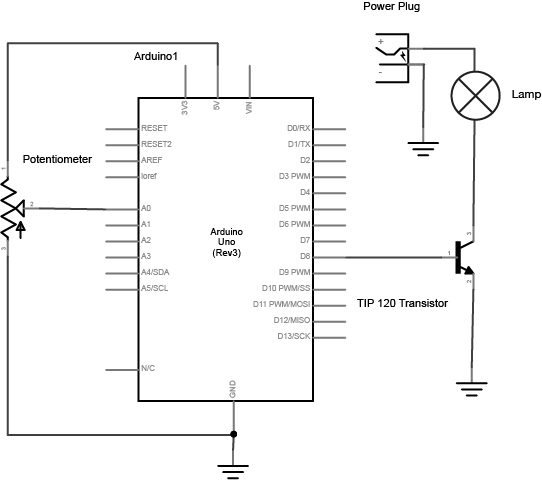 Power Plug
+
-
Lamp
Arduino1
3V3
5V
VIN
1
Potentiometer
2
3
RESET
RESET2
AREF
ioref
A0
A1
A2
A3
A4/SDA
A5/SCL
N/C
Arduino
Uno
(Rev3)
D0/RX
D1/TX
D2
D3 PWM
D4
D5 PWM
D6 PWM
D7
D8
D9 PWM
D10 PWM/SS
D11 PWM/MOSI
D12/MISO
D13/SCK
GND
3
1
2
TIP 120 Transistor